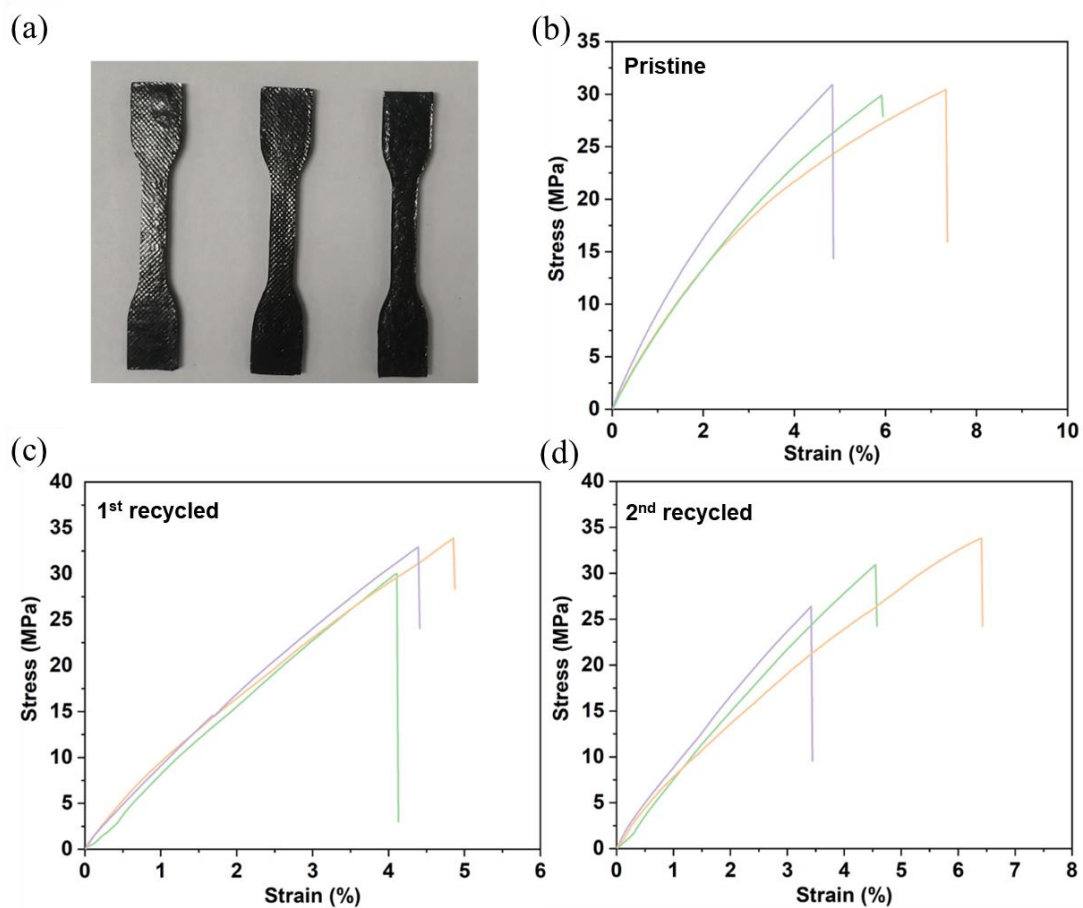 (a)
(b)
Pristine
35
30
25
20
15
10
5
0
Stress (MPa)
0 2 4 6 8 10
Strain (%)
(c)
1st recycled
40
35
30
25
20
15
10
5
0
Stress (MPa)
0 1 2 3 4 5 6
Strain (%)
(d)
2nd recycled
40
35
30
25
20
15
10
5
0
Stress (MPa)
0 1 2 3 4 5 6 7 8
Strain (%)